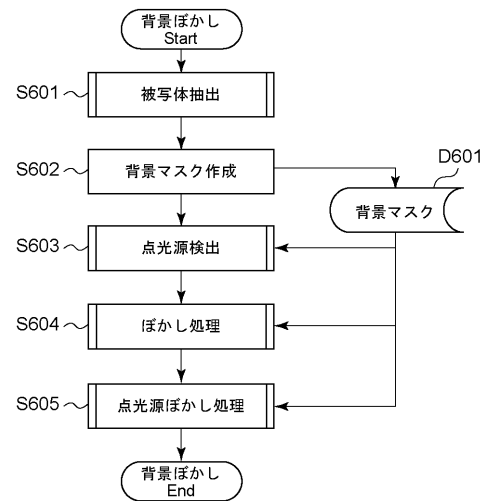 背景ぼかし
Start
S601
被写体抽出
S602
背景マスク作成
D601
背景マスク
S603
点光源検出
S604
ぼかし処理
S605
点光源ぼかし処理
背景ぼかし
End